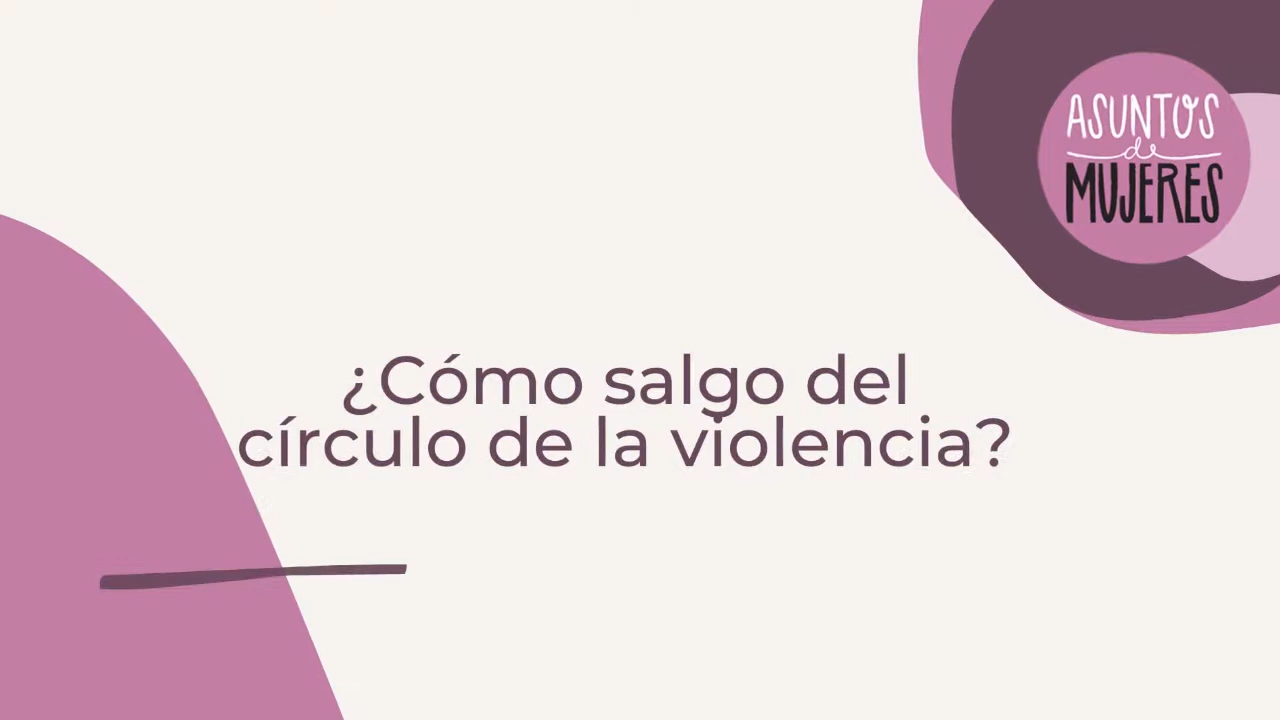 ASUNTOS
de
MUJERES
¿Cómo salgo del
círculo de la violencia?